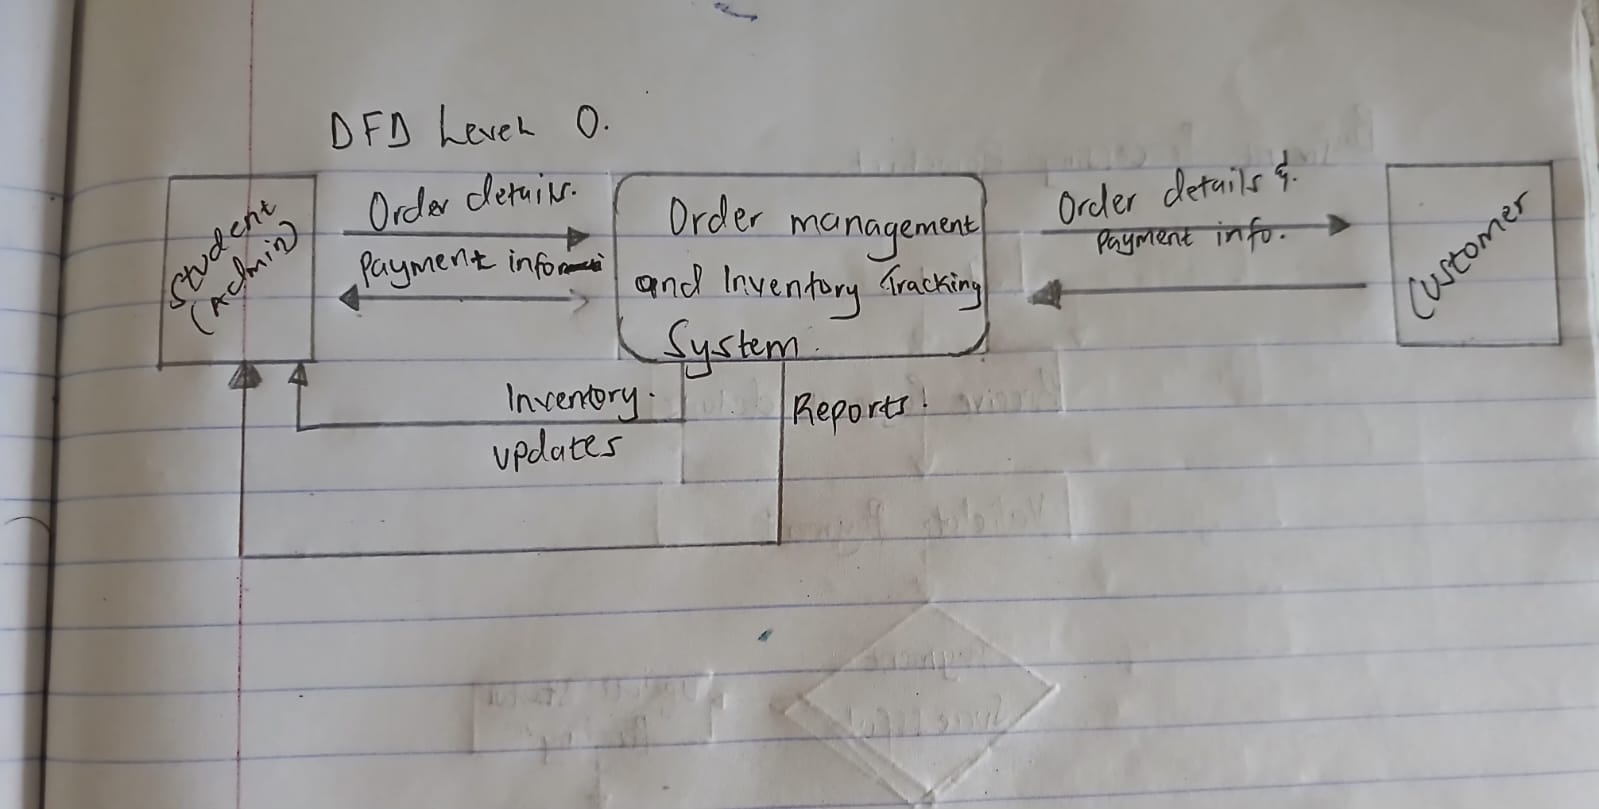 DFD Level 0.
Student
(Admin)
Order details.
Payment info
Order management
and Inventory Tracking
System.
Order details &.
Payment info.
Customer
Inventory.
updates
Reports!